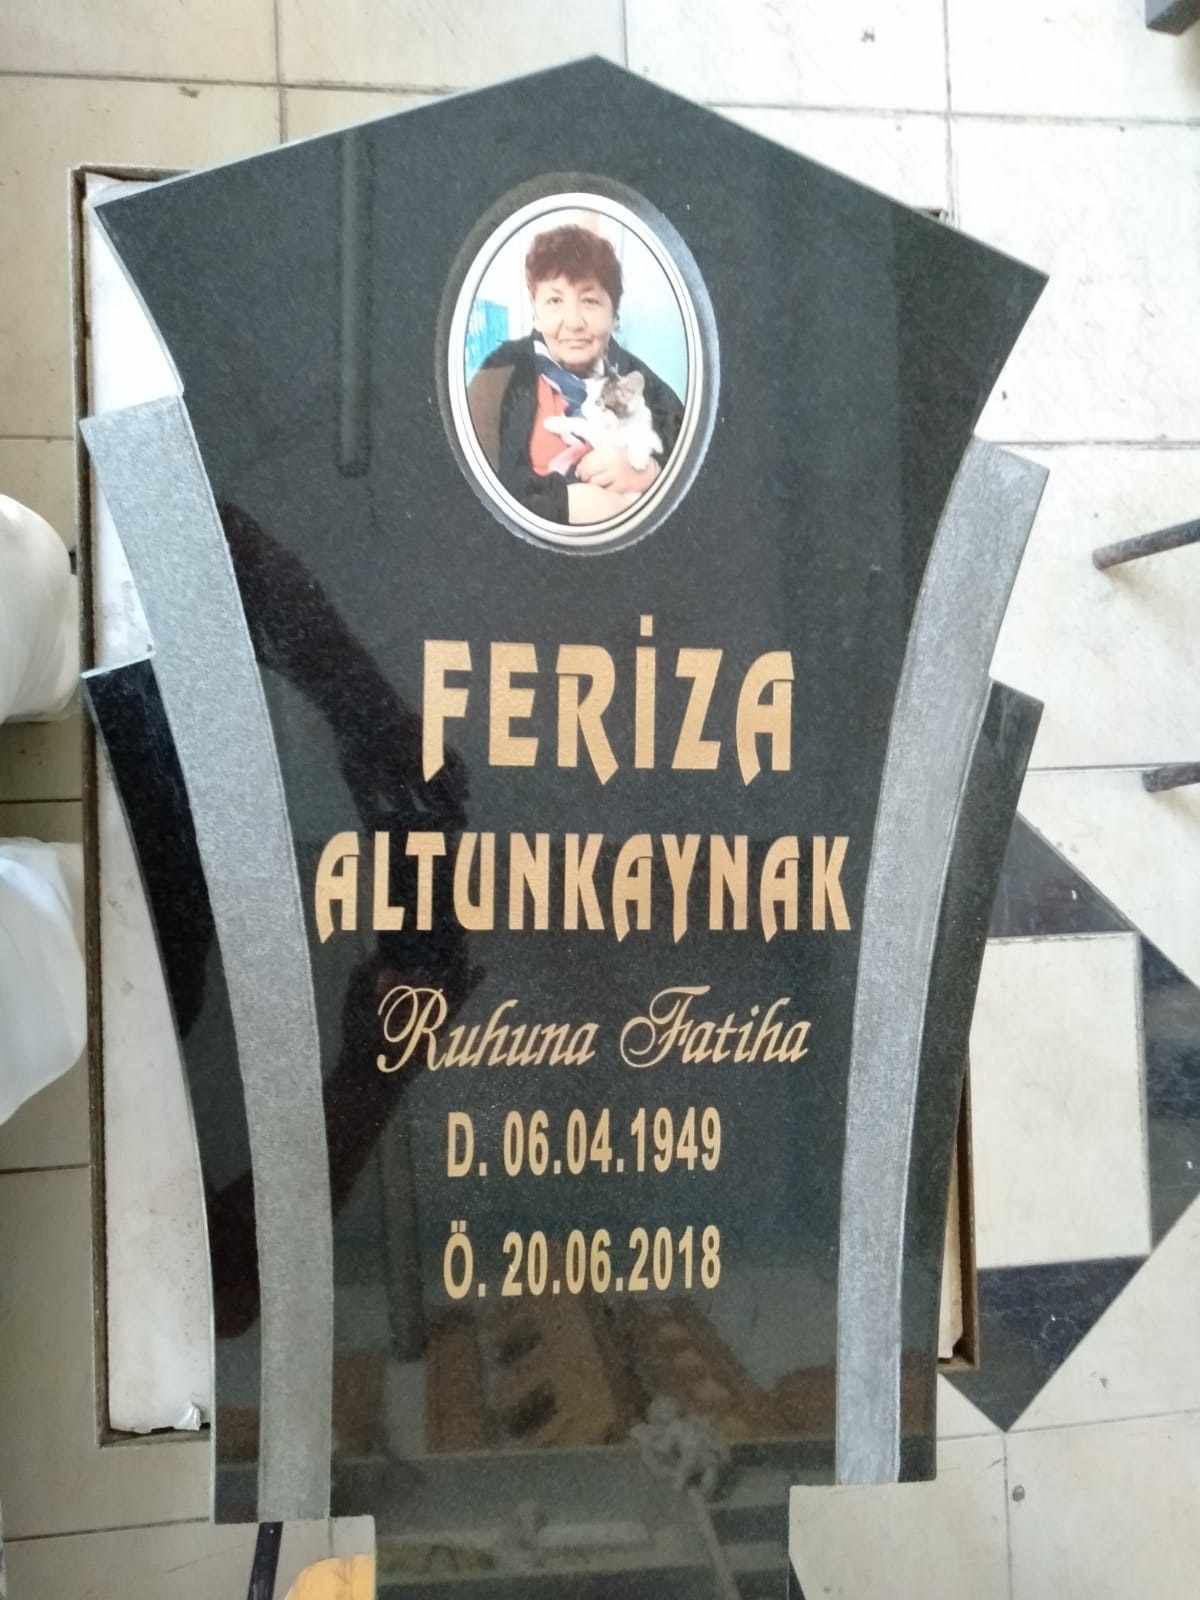 FERİZA
ALTUNKAYNAK
Ruhuna Fatiha
D. 06.04.1949
Ö. 20.06.2018